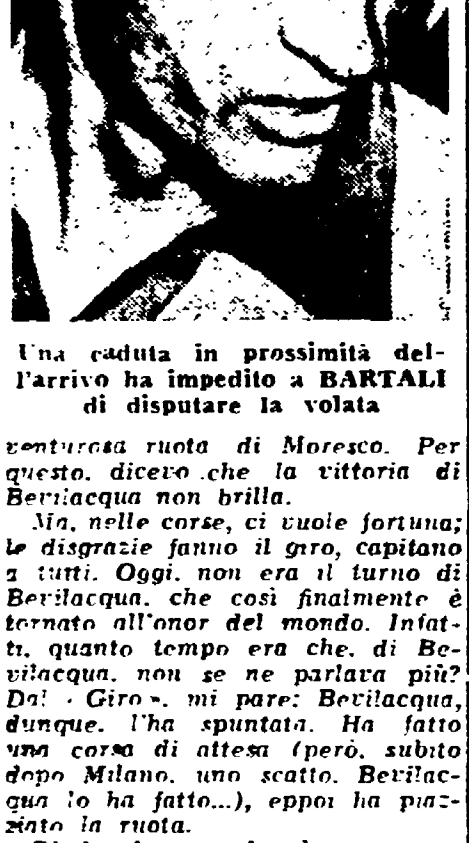 Una caduta in prossimità del-
l'arrivo ha impedito a BARTALI
di disputare la volata
venturosa ruota di Moresco. Per
questo, dicevo che la vittoria di
Bevilacqua non brilla.
Ma, nelle corse, ci vuole fortuna;
le disgrazie fanno il giro, capitano
a tutti. Oggi, non era il turno di
Bevilacqua, che così finalmente è
tornato all'onor del mondo. Infat-
ti, quanto tempo era che, di Be-
vilacqua, non se ne parlava più?
Dal « Giro », mi pare: Bevilacqua,
dunque, l'ha spuntata. Ha fatto
una corsa di attesa (però, subito
dopo Milano, uno scatto, Bevilac-
qua lo ha fatto...), eppoi ha piaz-
zato la ruota.